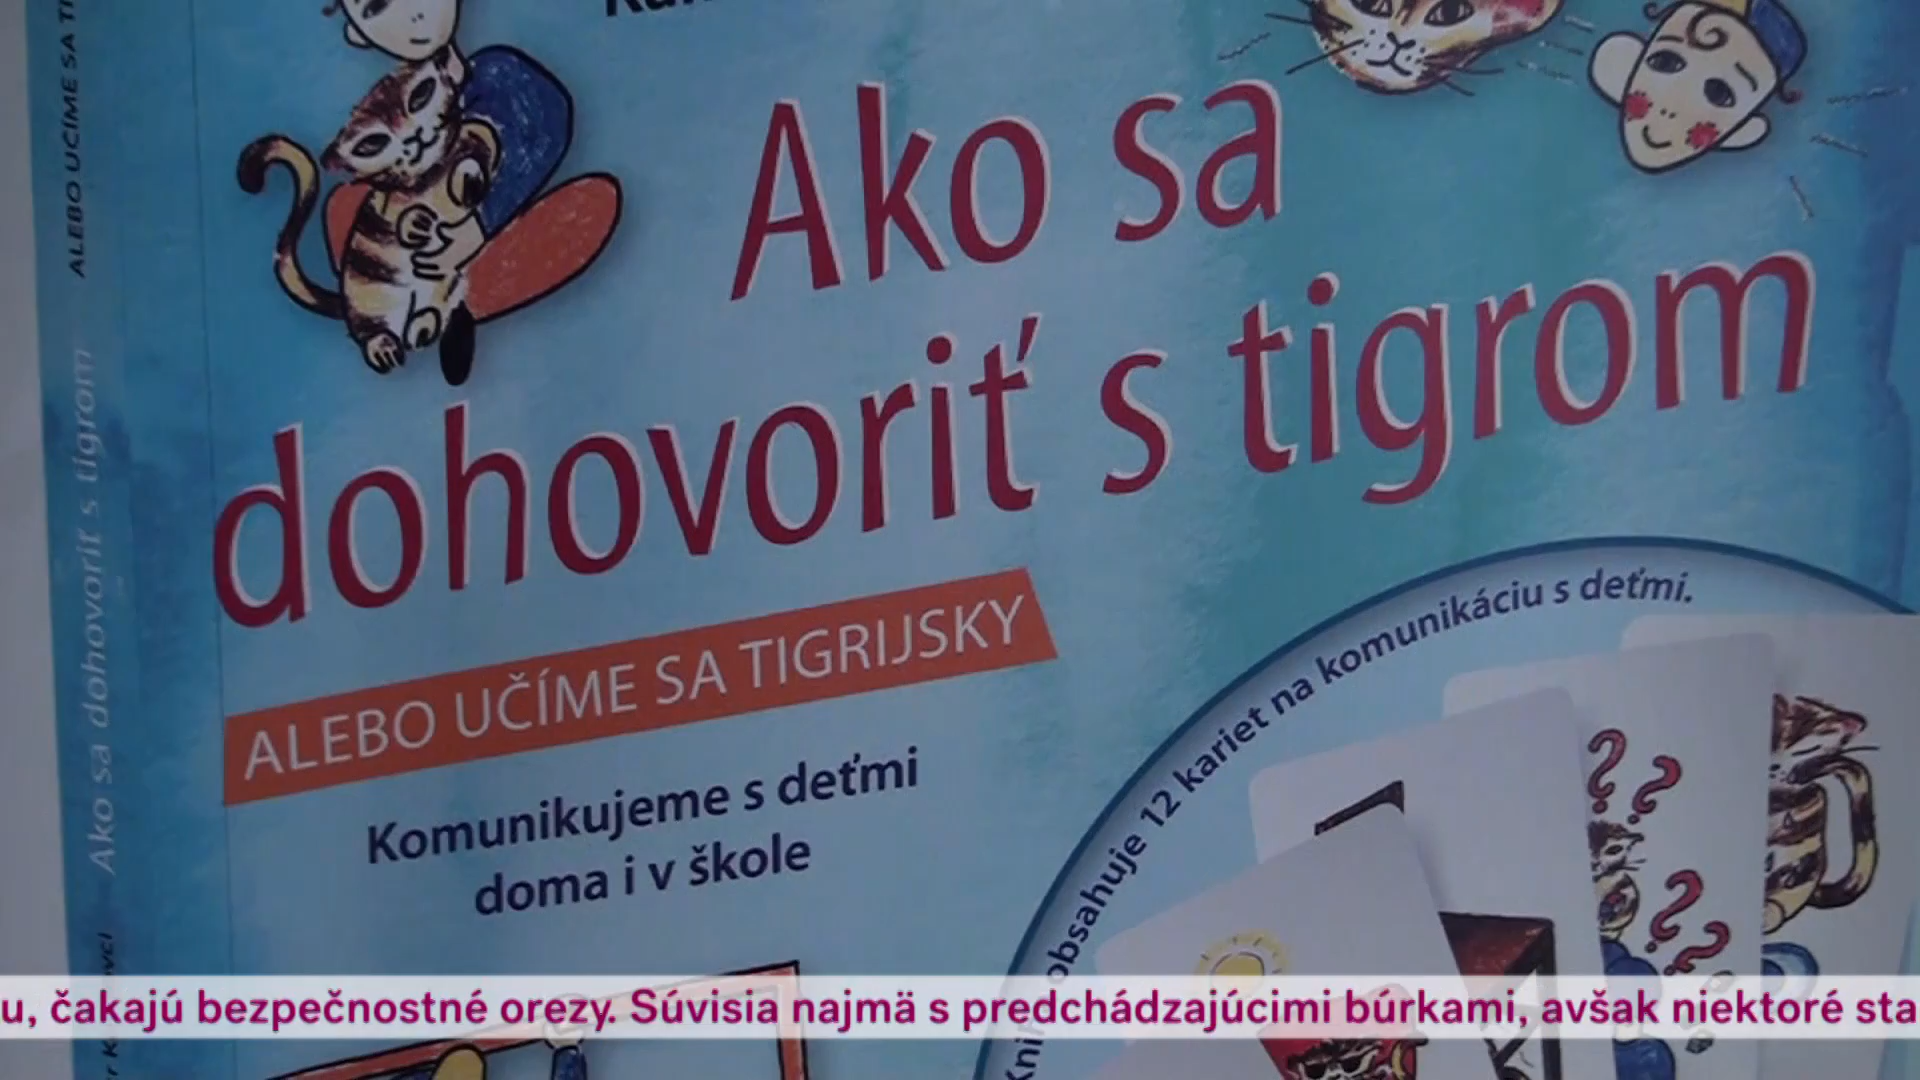 Ako sa
dohovoriť s tigrom
ALEBO UČÍME SA TIGRIJSKY
Komunikujeme s deťmi
doma i v škole
obsahuje 12 kariet na komunikáciu s deťmi.
Ako sa dohovoriť s tigrom
ALEBO UČÍME SA
u, čakajú bezpečnostné orezy. Súvisia najmä s predchádzajúcimi búrkami, avšak niektoré sta